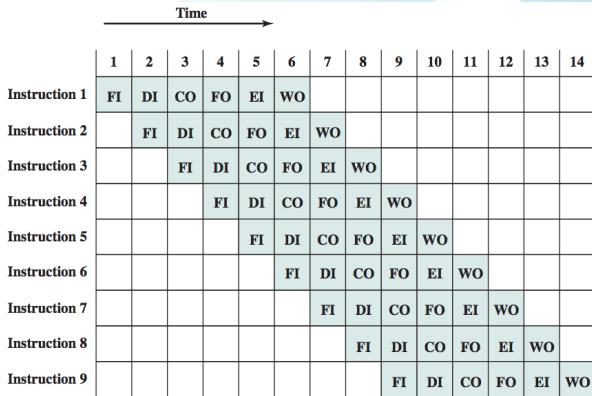 Time
1 2 3 4 5 6 7 8 9 10 11 12 13 14
Instruction 1 FI DI CO FO EI WO
Instruction 2 FI DI CO FO EI WO
Instruction 3 FI DI CO FO EI WO
Instruction 4 FI DI CO FO EI WO
Instruction 5 FI DI CO FO EI WO
Instruction 6 FI DI CO FO EI WO
Instruction 7 FI DI CO FO EI WO
Instruction 8 FI DI CO FO EI WO
Instruction 9 FI DI CO FO EI WO